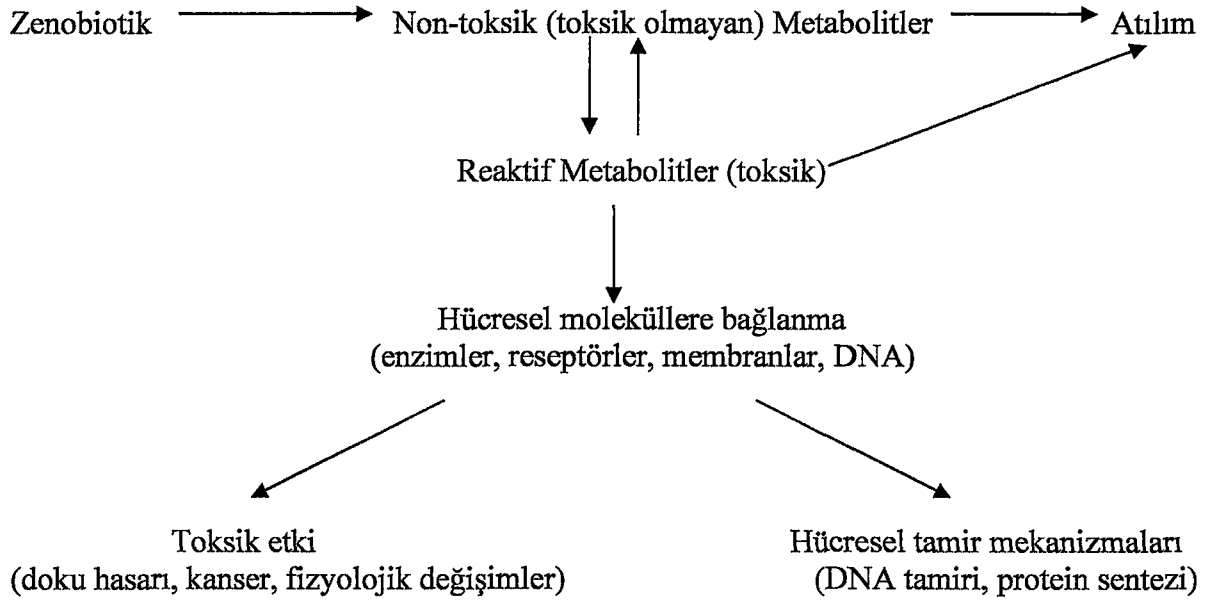 Zenobiotik Non-toksik (toksik olmayan) Metabolitler Atılım
Reaktif Metabolitler (toksik)
Hücresel moleküllere bağlanma
(enzimler, reseptörler, membranlar, DNA)
Toksik etki Hücresel tamir mekanizmaları
(doku hasarı, kanser, fizyolojik değişimler) (DNA tamiri, protein sentezi)